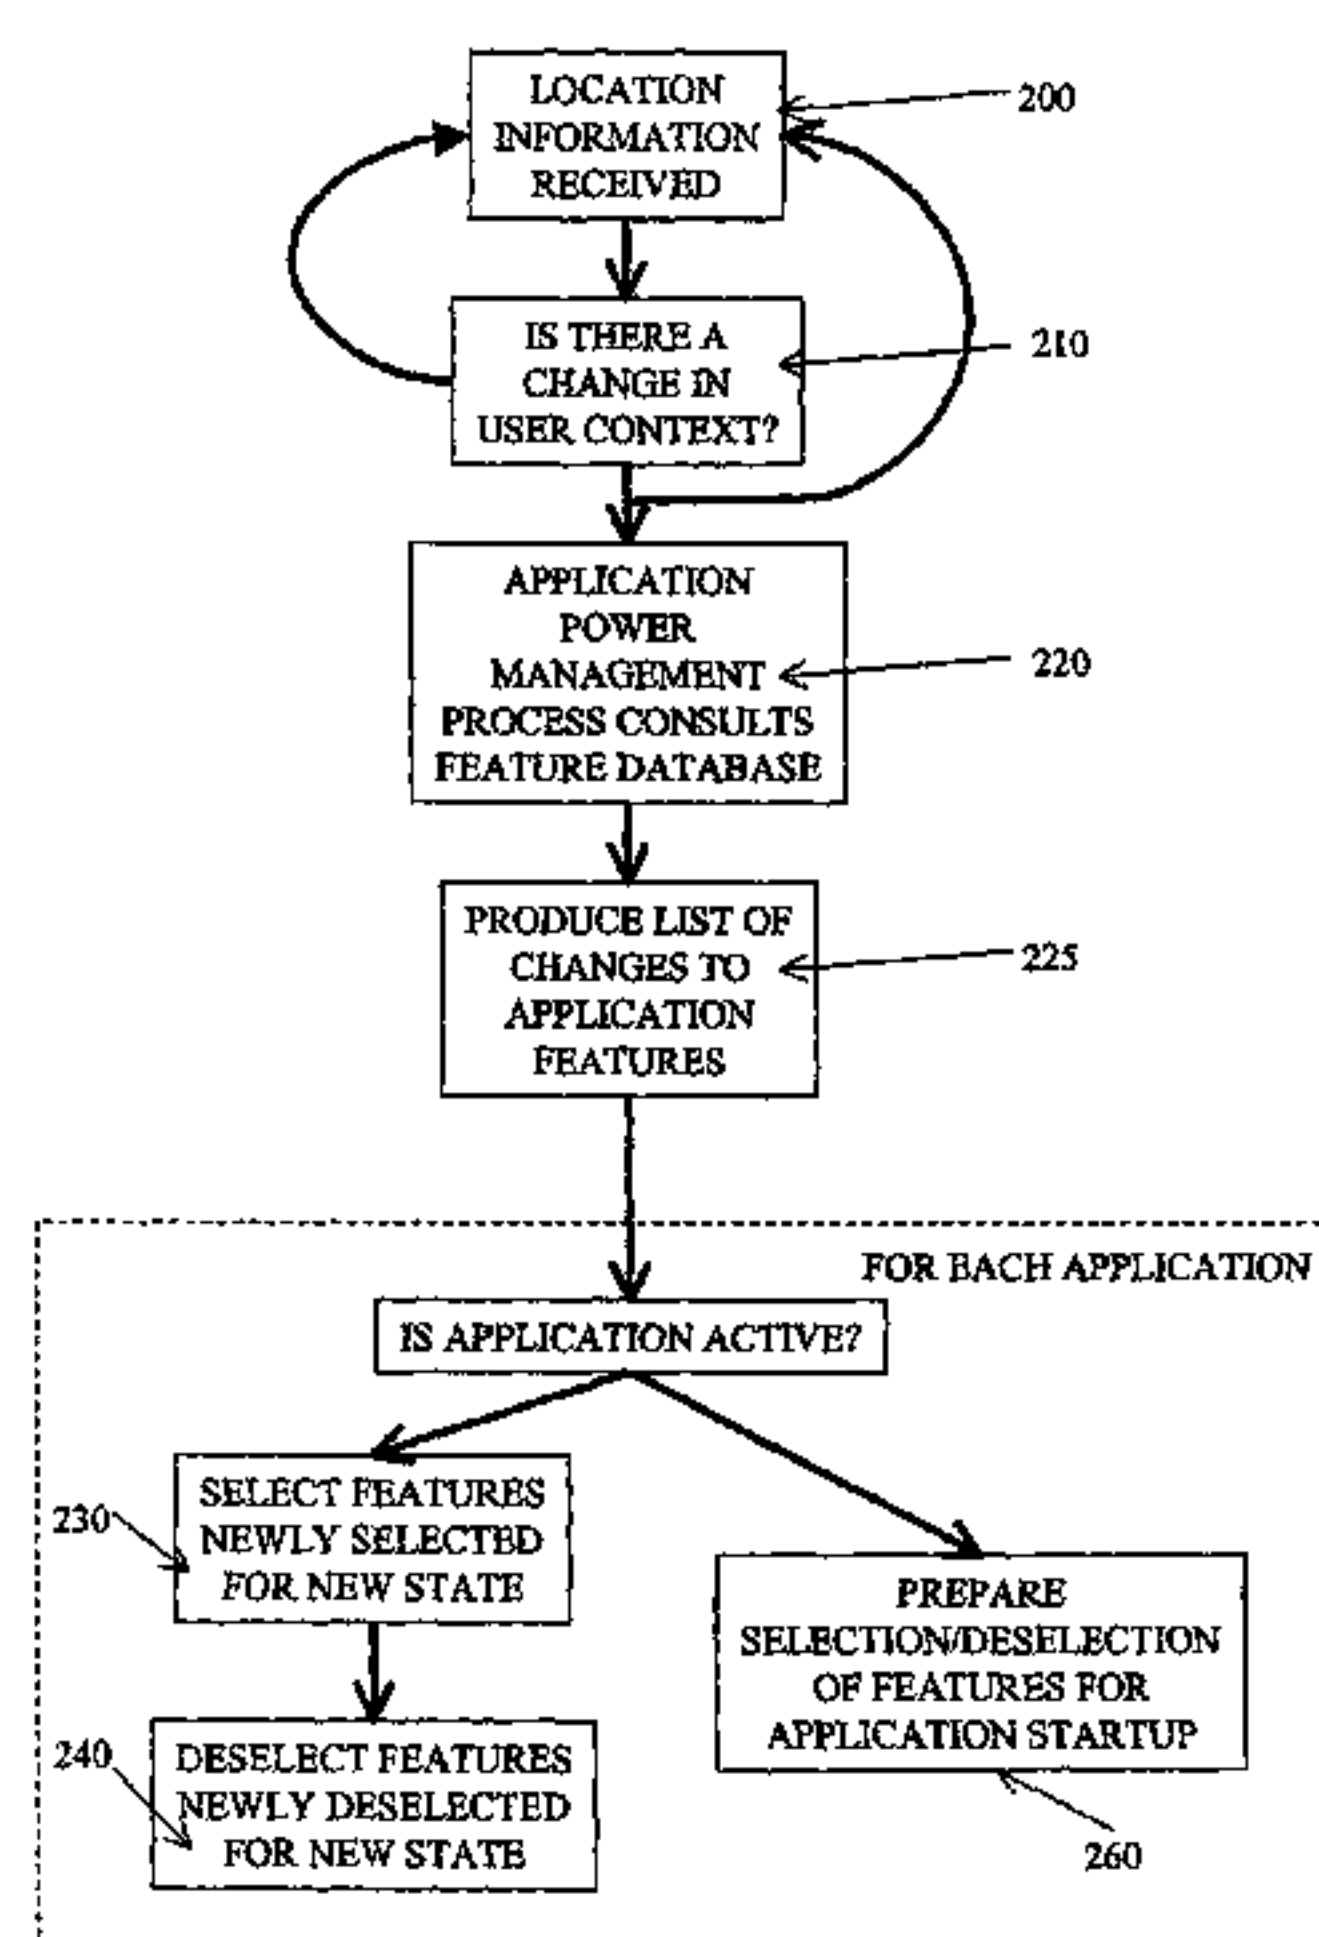 LOCATION
INFORMATION
RECEIVED
200
IS THERE A
CHANGE IN
USER CONTEXT?
210
APPLICATION
POWER
MANAGEMENT
PROCESS CONSULTS
FEATURE DATABASE
220
PRODUCE LIST OF
CHANGES TO
APPLICATION
FEATURES
225
FOR EACH APPLICATION
IS APPLICATION ACTIVE?
SELECT FEATURES
NEWLY SELECTED
FOR NEW STATE
230
PREPARE
SELECTION/DESELECTION
OF FEATURES FOR
APPLICATION STARTUP
260
DESELECT FEATURES
NEWLY DESELECTED
FOR NEW STATE
240